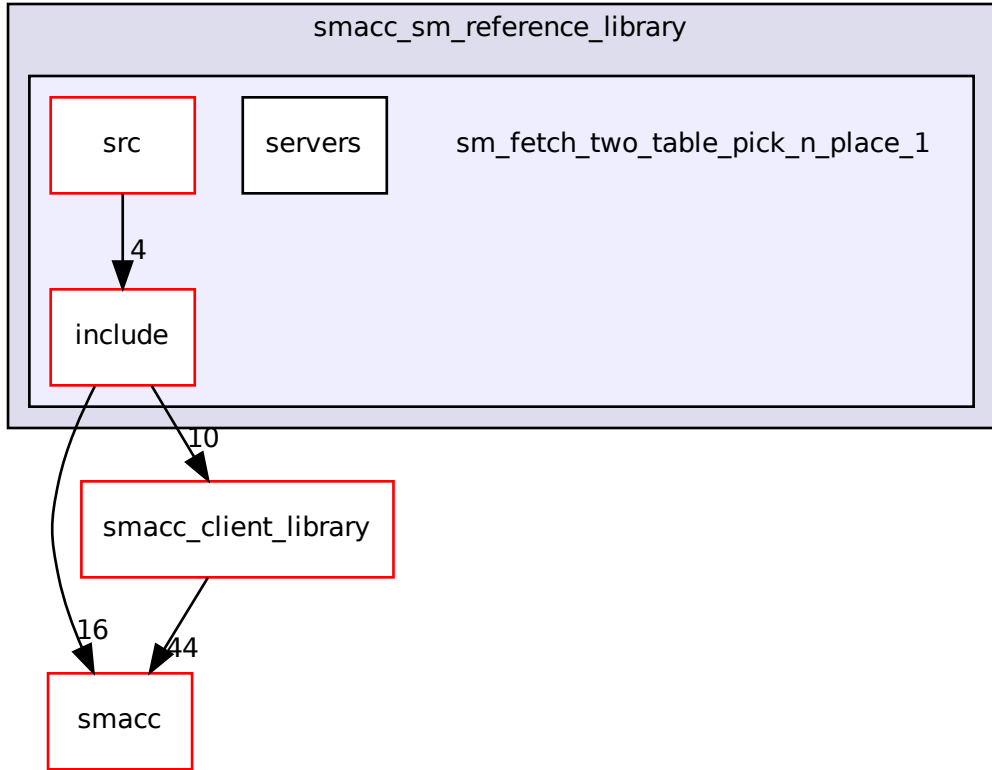 smacc_sm_reference_library
src
servers
sm_fetch_two_table_pick_n_place_1
4
include
10
smacc_client_library
16
44
smacc